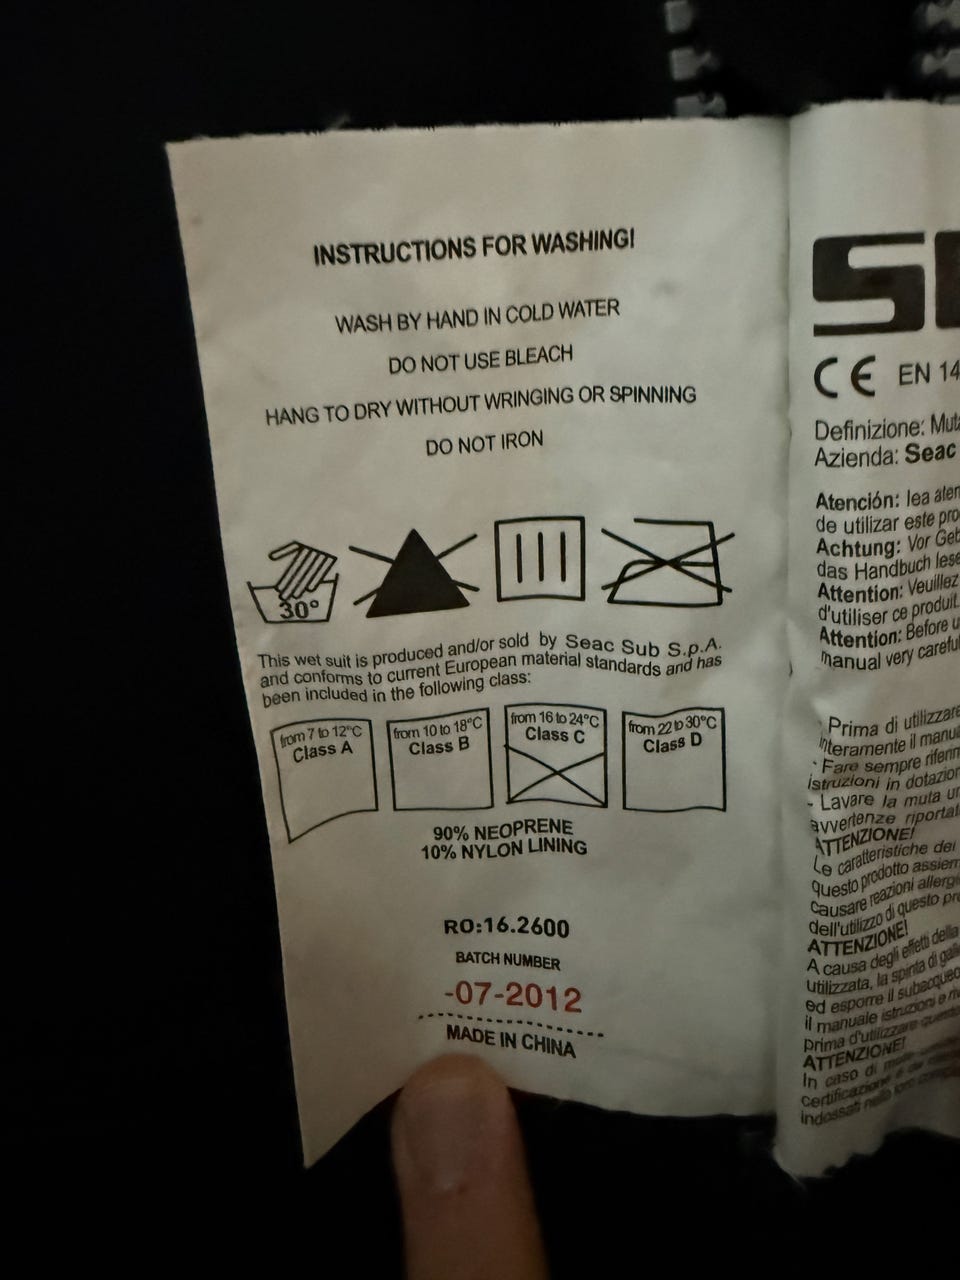 INSTRUCTIONS FOR WASHING!
WASH BY HAND IN COLD WATER
DO NOT USE BLEACH
HANG TO DRY WITHOUT WRINGING OR SPINNING
DO NOT IRON
30°
This wet suit is produced and/or sold by Seac Sub S.p.A.
and conforms to current European material standards and has
been included in the following class:
from 7 to 12°C
Class A
from 10 to 18°C
Class B
from 16 to 24°C
Class C
from 22 to 30°C
Class D
90% NEOPRENE
10% NYLON LINING
RO:16.2600
BATCH NUMBER
-07-2012
MADE IN CHINA
CE EN 14
Definizione:
Azienda: Seac
Atención: lea
de utilizar este
Achtung: Vor
das Handbuch
Attention: Veuillez
d'utiliser ce produit.
Attention: Before
manual very
Prima di utilizzare
interamente il
* Fare sempre
istruzioni in
- Lavare la muta
avvertenze
ATTENZIONE!
Le caratteristiche dei
questo prodotto
causare reazioni
dell'utilizzo di questo
ATTENZIONE!
A causa degli effetti della
utilizzata, la spinta di
ed esporre il
il manuale istruzioni e
prima d'utilizzare questo
ATTENZIONE!
In caso di
certificazione è
indossati nella loro